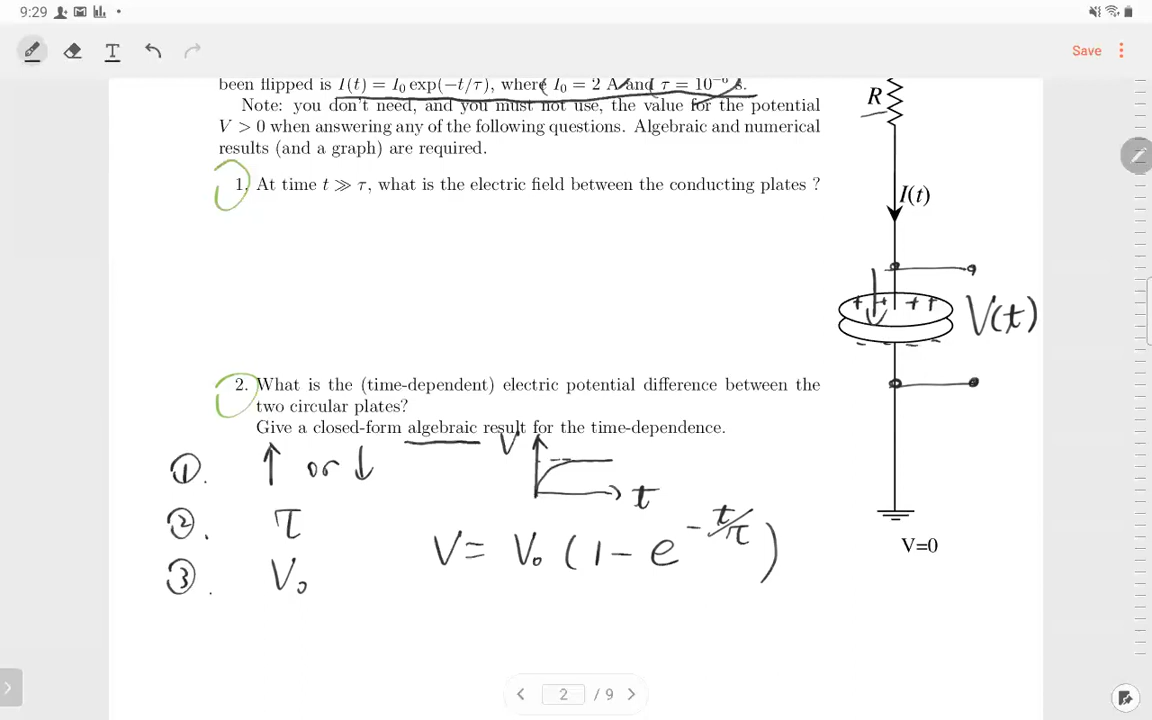 9:29
T
Save
been flipped is I(t) = I₀ exp(−t/τ), where I₀ = 2 A and τ = 10⁻⁶ s.
Note: you don't need, and you must not use, the value for the potential
V > 0 when answering any of the following questions. Algebraic and numerical
results (and a graph) are required.
R
1. At time t ≫ τ, what is the electric field between the conducting plates ?
I(t)
+ + + +
V(t)
- - - -
2. What is the (time-dependent) electric potential difference between the
two circular plates?
Give a closed-form algebraic result for the time-dependence.
V
t
①. ↑ or ↓
②. τ
③. V₀
V = V₀ (1 − e^(−t/τ))
V=0
2 / 9